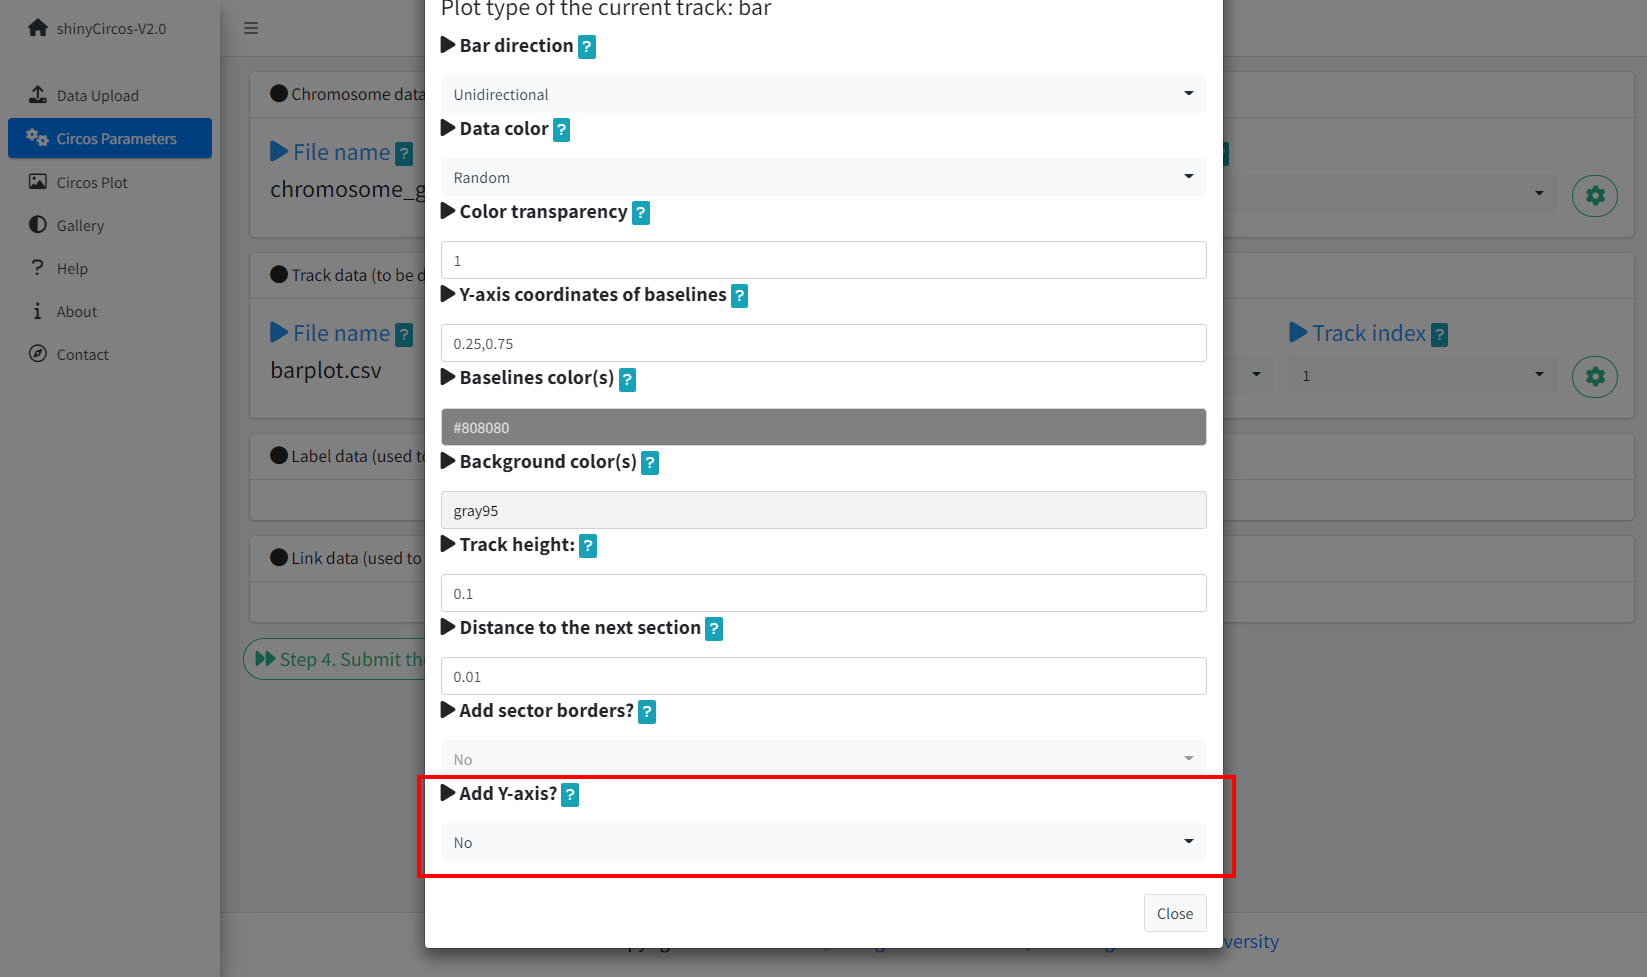 shinyCircos-V2.0
Data Upload
Circos Parameters
Circos Plot
Gallery
Help
About
Contact
Chromosome data
File name ?
chromosome_g
Track data (to be d
File name ?
barplot.csv
Track index ?
1
Label data (used to
Link data (used to
Step 4. Submit the
Plot type of the current track: bar
Bar direction ?
Unidirectional
Data color ?
Random
Color transparency ?
1
Y-axis coordinates of baselines ?
0.25,0.75
Baselines color(s) ?
#808080
Background color(s) ?
gray95
Track height: ?
0.1
Distance to the next section ?
0.01
Add sector borders? ?
No
Add Y-axis? ?
No
Close
versity